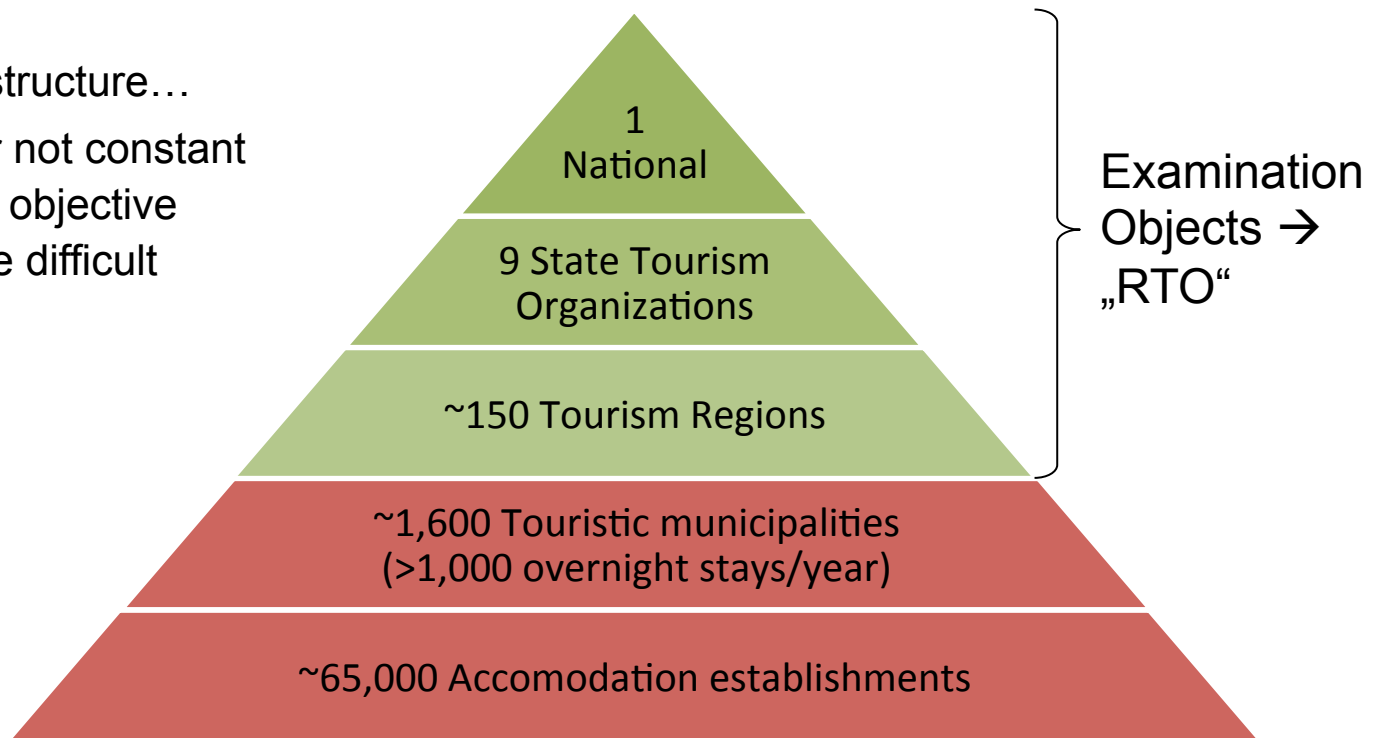 structure…
not constant
objective
difficult
1
National
9 State Tourism
Organizations
~150 Tourism Regions
~1,600 Touristic municipalities
(>1,000 overnight stays/year)
~65,000 Accomodation establishments
Examination
Objects →
„RTO“